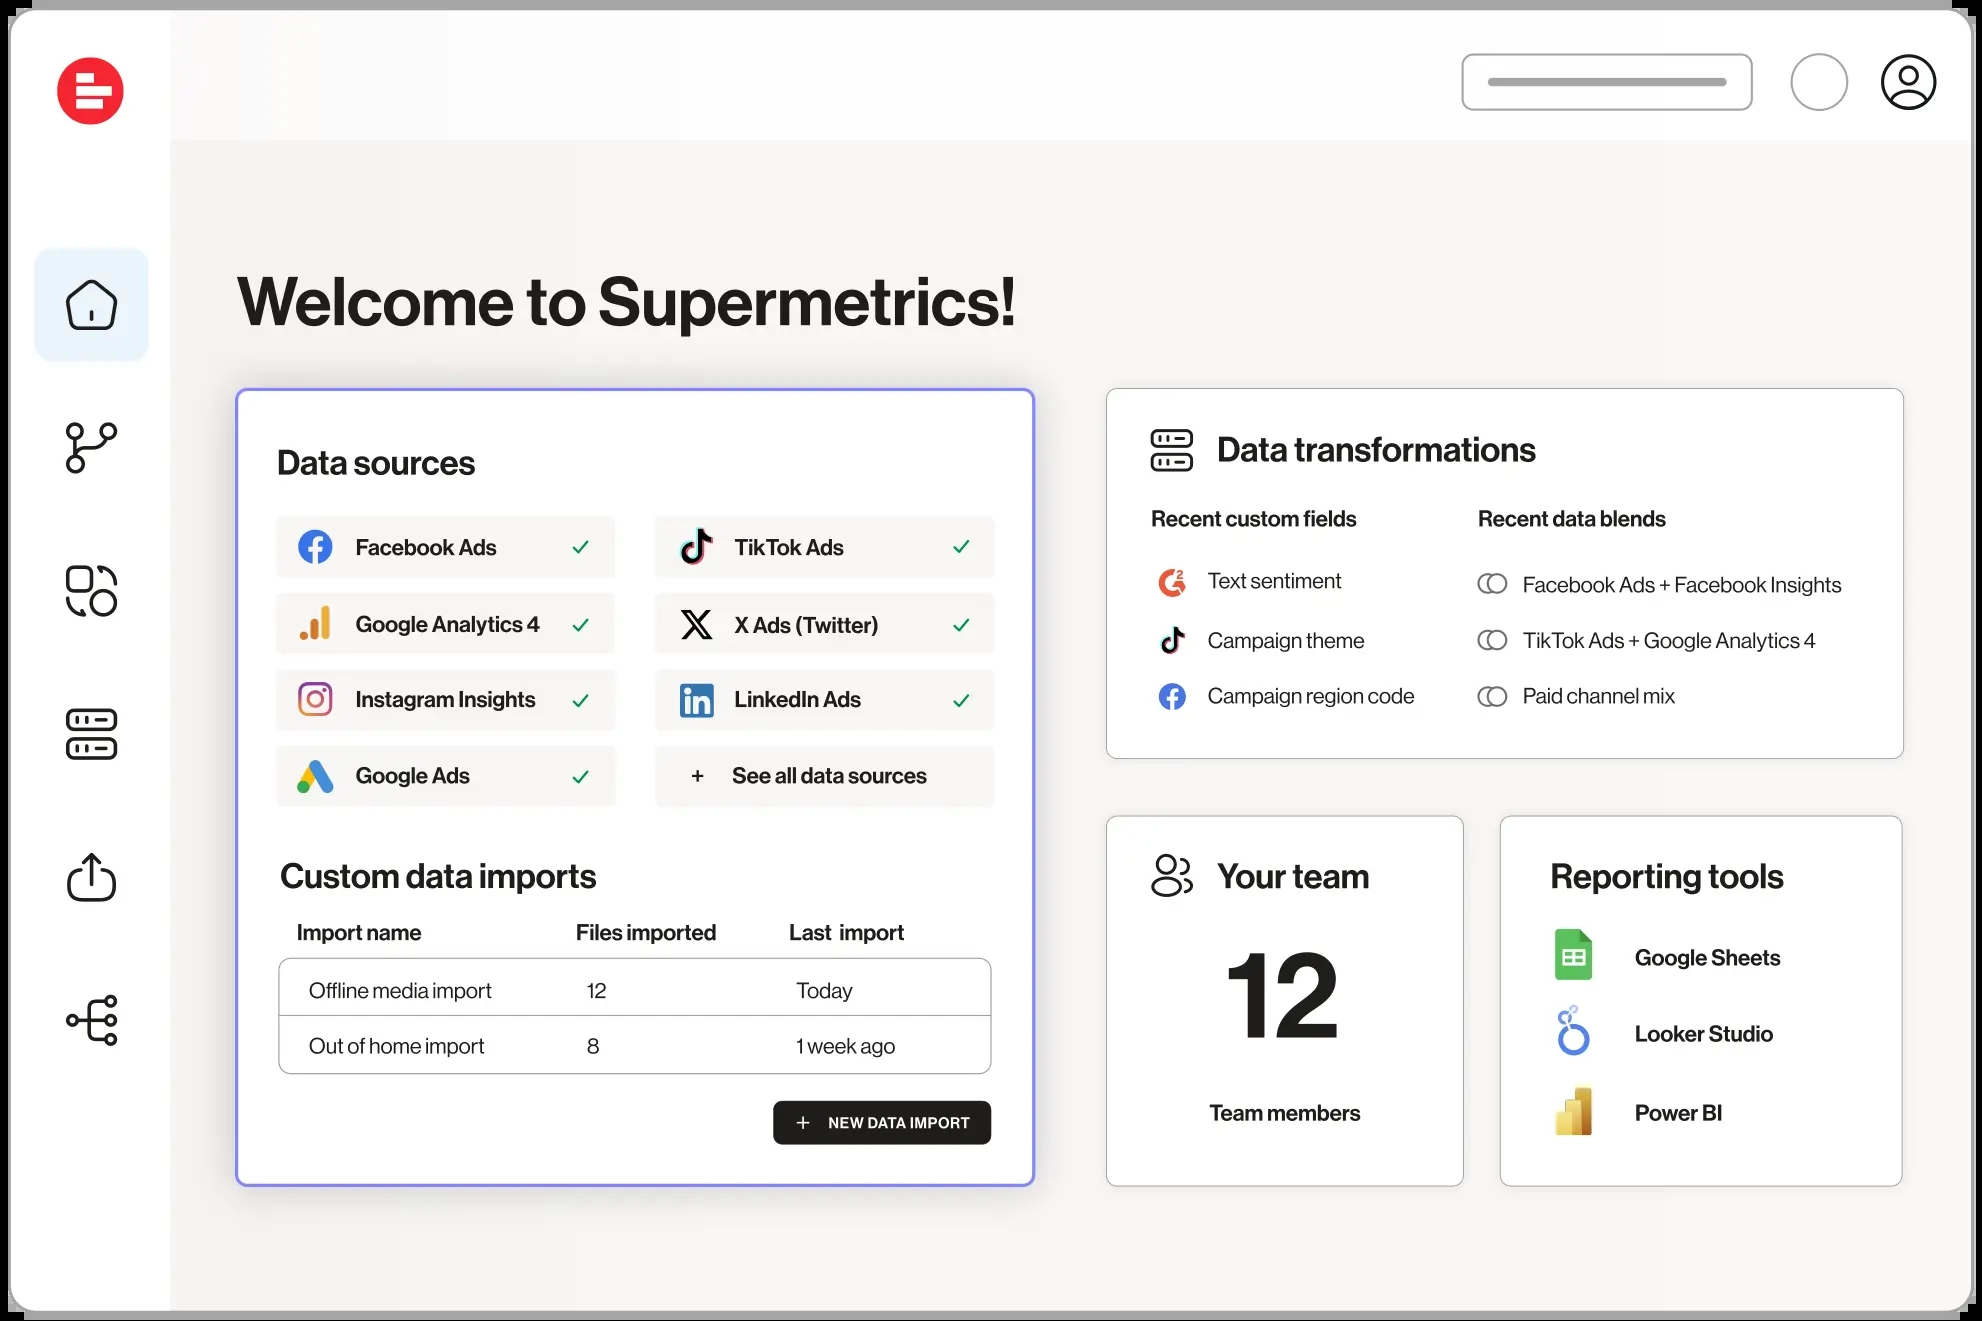 Welcome to Supermetrics!
Data sources
Facebook Ads
TikTok Ads
Google Analytics 4
X Ads (Twitter)
Instagram Insights
LinkedIn Ads
Google Ads
+ See all data sources
Custom data imports
Import name Files imported Last import
Offline media import 12 Today
Out of home import 8 1 week ago
+ NEW DATA IMPORT
Data transformations
Recent custom fields
Text sentiment
Campaign theme
Campaign region code
Recent data blends
Facebook Ads + Facebook Insights
TikTok Ads + Google Analytics 4
Paid channel mix
Your team
12
Team members
Reporting tools
Google Sheets
Looker Studio
Power BI